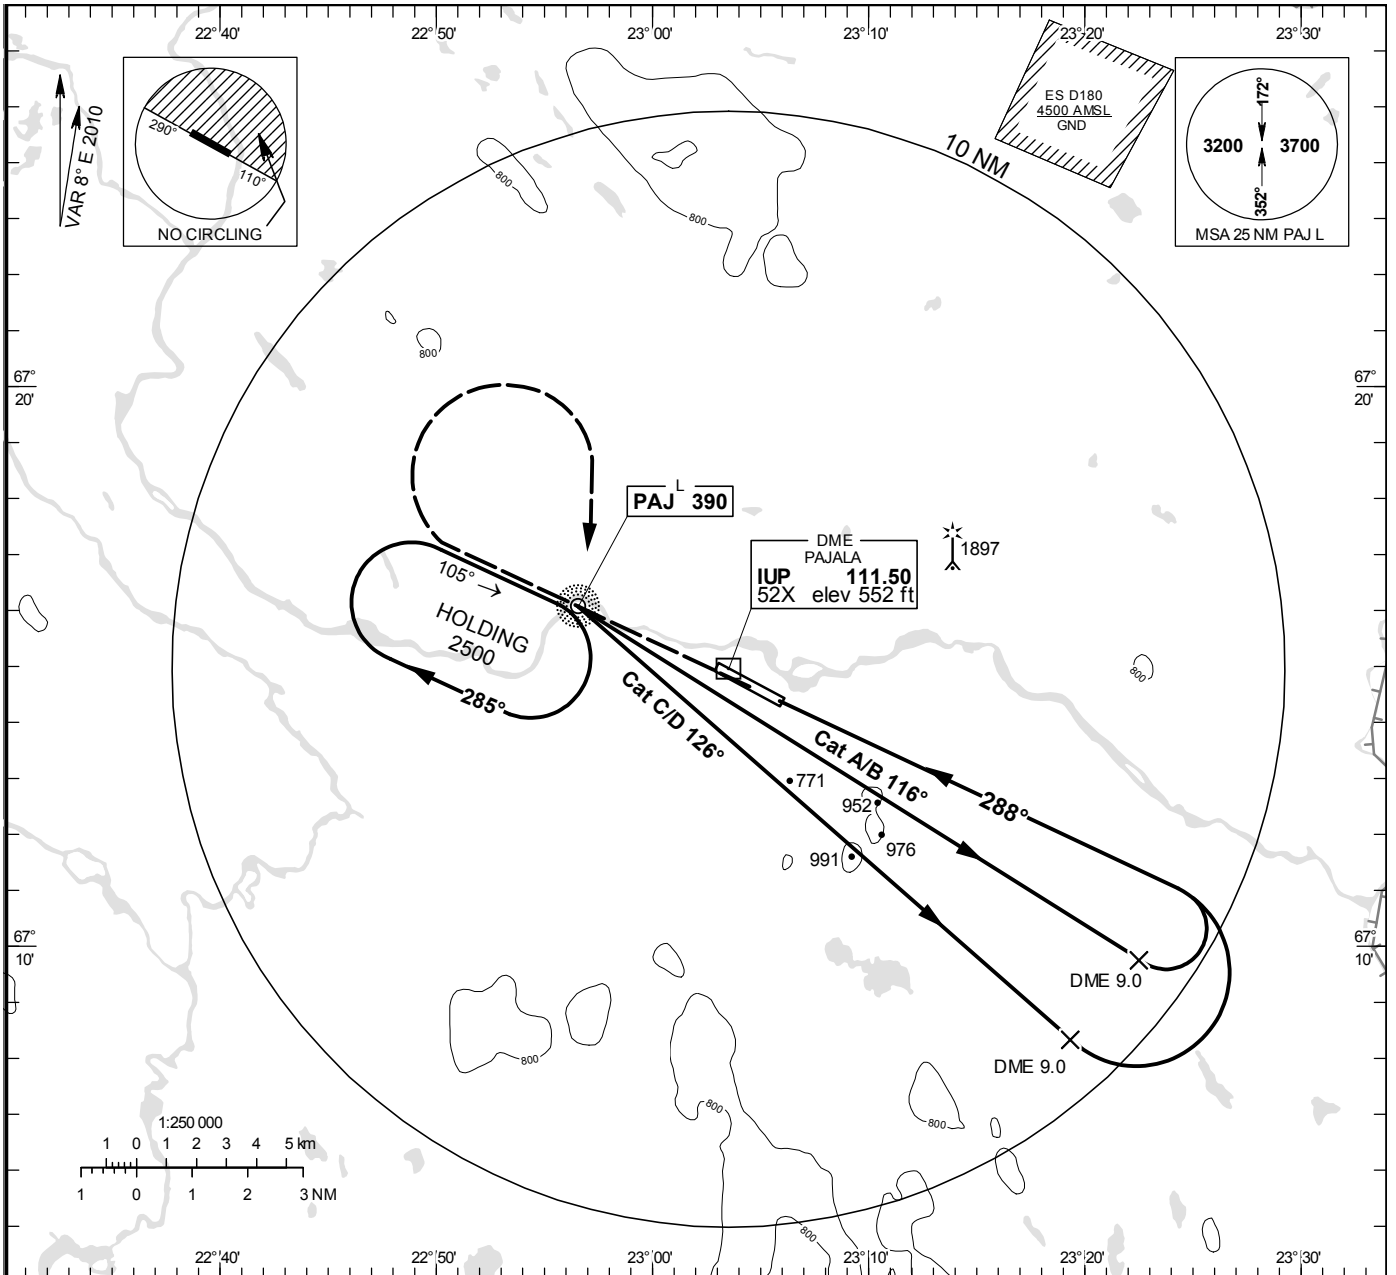 22° 40'
22° 50'
23° 00'
23° 10'
23° 20'
23° 30'
VAR 8° E 2010
290°
110°
NO CIRCLING
ES D180
4500 AMSL
GND
172°
3200
3700
352°
MSA 25 NM PAJ L
10 NM
800
800
800
67°
20'
67°
20'
L
PAJ 390
DME
PAJALA
IUP 111.50
52X elev 552 ft
1897
105° →
HOLDING
2500
285°
800
Cat C/D 126°
Cat A/B 116°
288°
771
952
976
991
67°
10'
67°
10'
DME 9.0
DME 9.0
800
800
800
800
1:250 000
1 0 1 2 3 4 5 km
1 0 1 2 3 NM
22° 40'
22° 50'
23° 00'
23° 10'
23° 20'
23° 30'